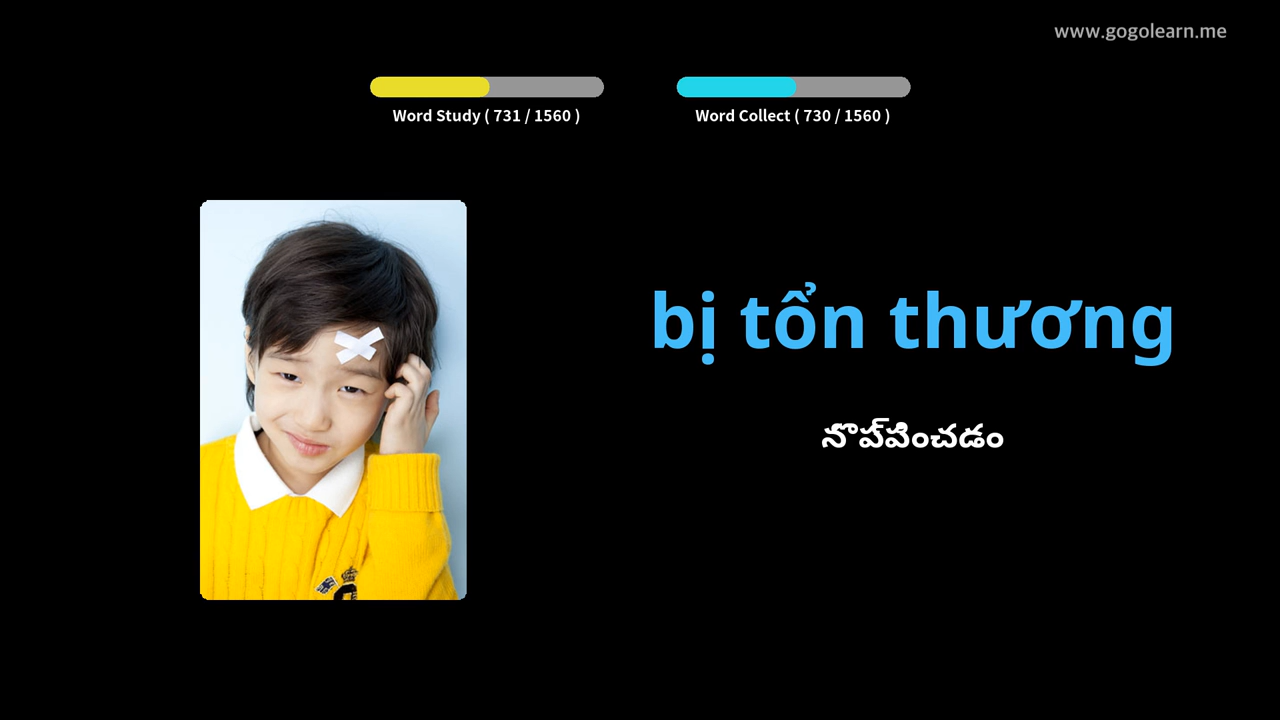 www.gogolearn.me
Word Study ( 731 / 1560 )
Word Collect ( 730 / 1560 )
bị tổn thương
నొప్పించడం